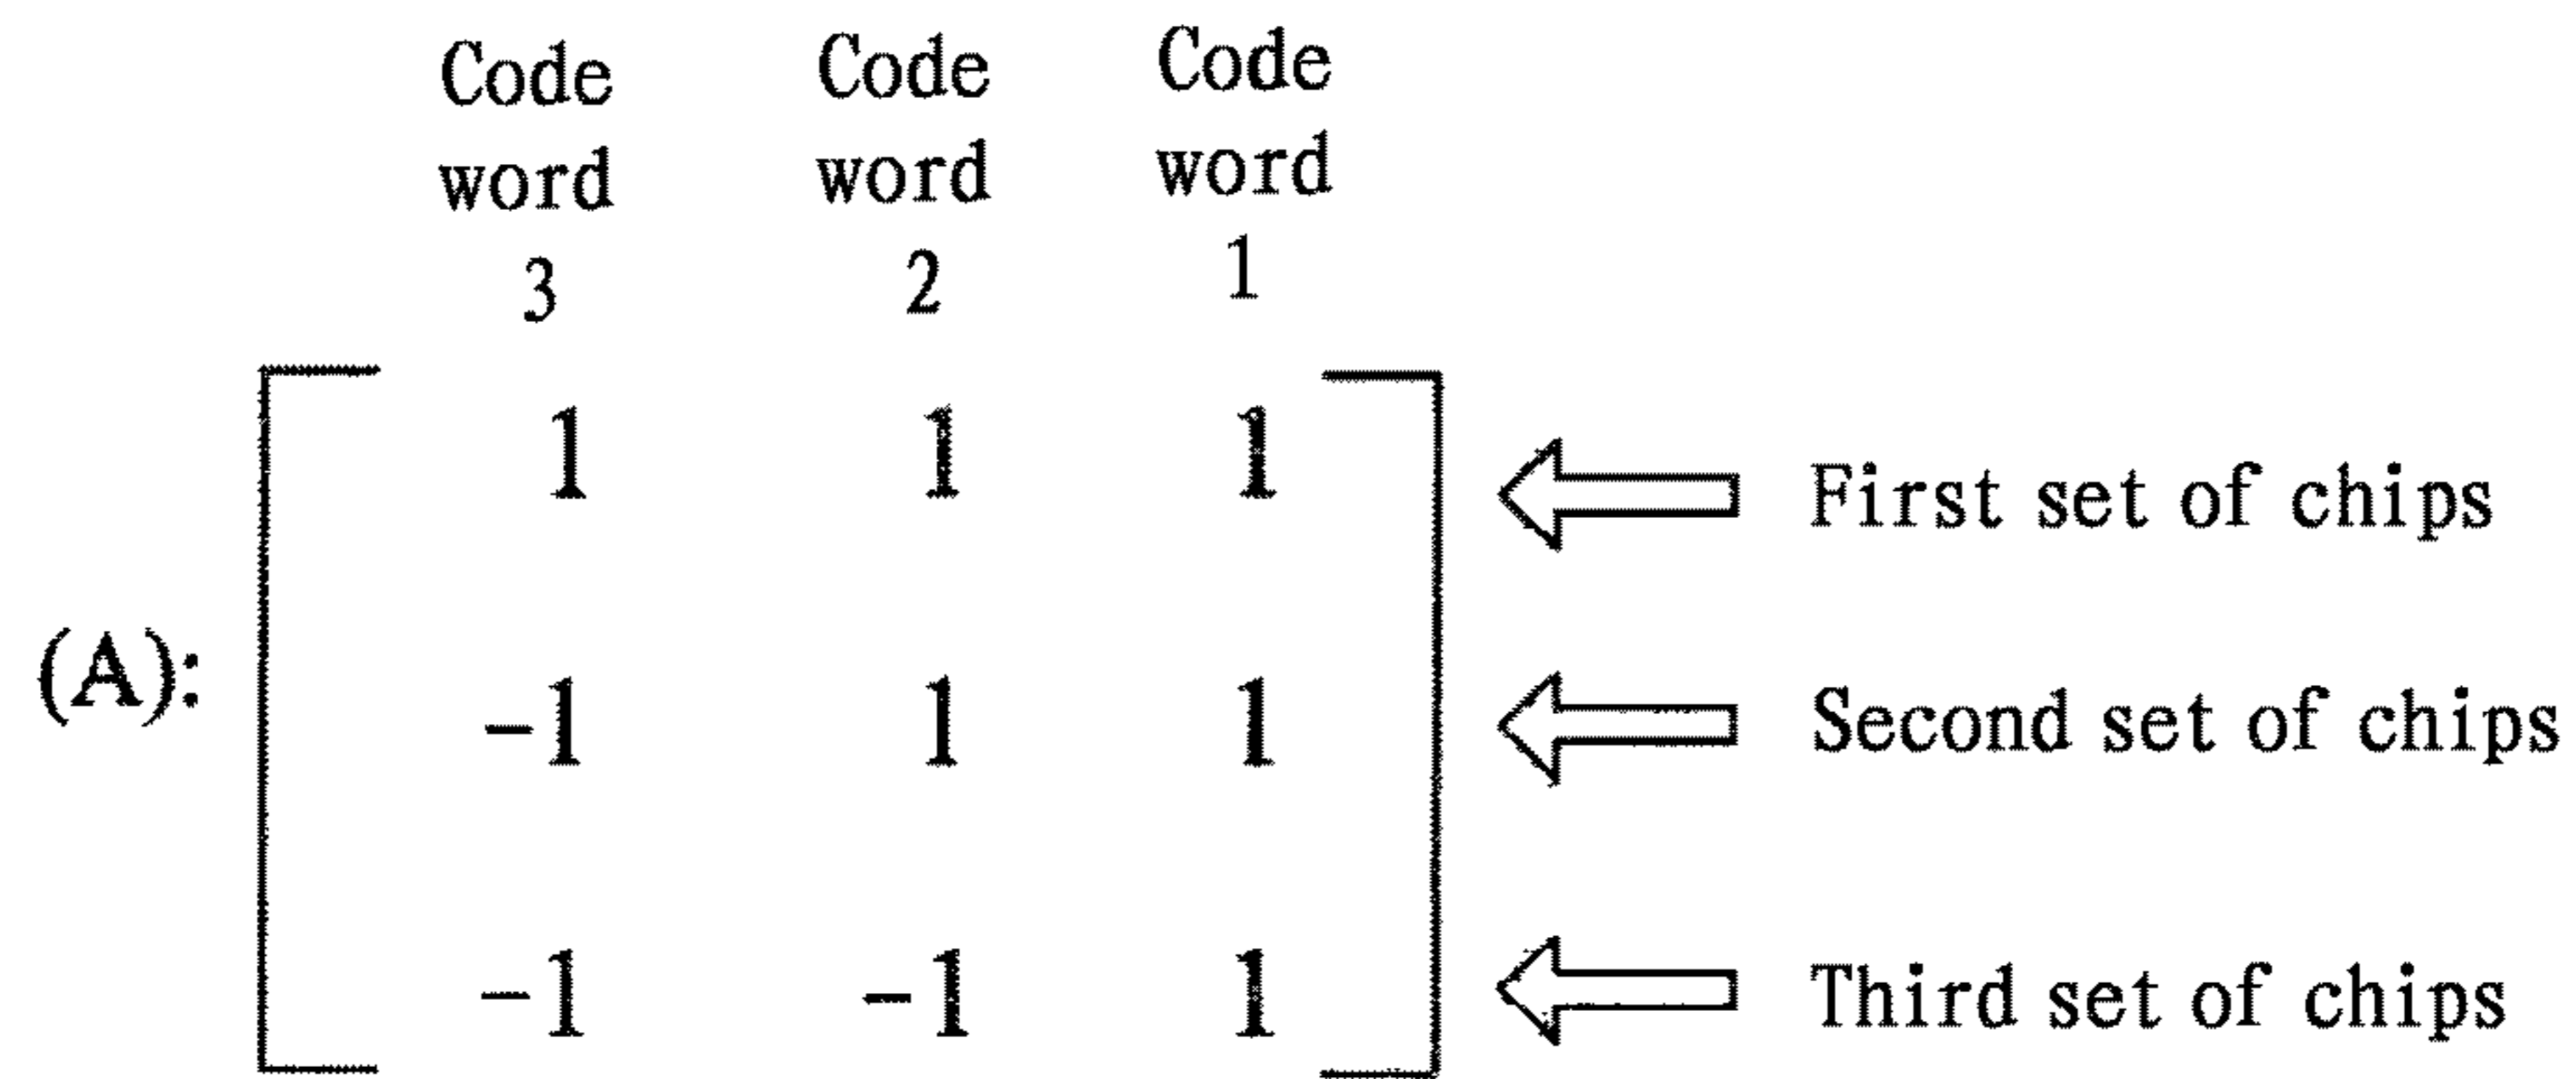 Code Code Code
word word word
3 2 1
1 1 1 First set of chips
(A): -1 1 1 Second set of chips
-1 -1 1 Third set of chips